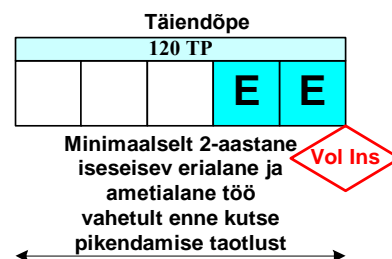 Täiendõpe
120 TP
E E
Minimaalselt 2-aastane
iseseisev erialane ja
ametialane töö
vahetult enne kutse
pikendamise taotlust
Vol Ins